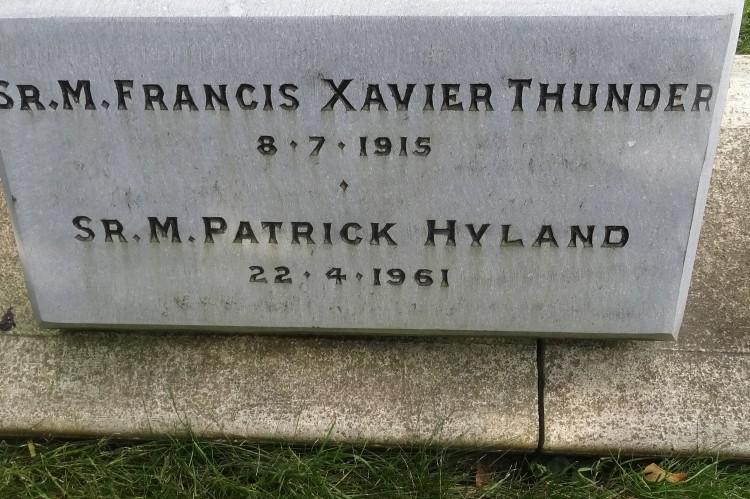 SR. M. FRANCIS XAVIER THUNDER
8 · 7 · 1915
SR. M. PATRICK HYLAND
22 · 4 · 1961